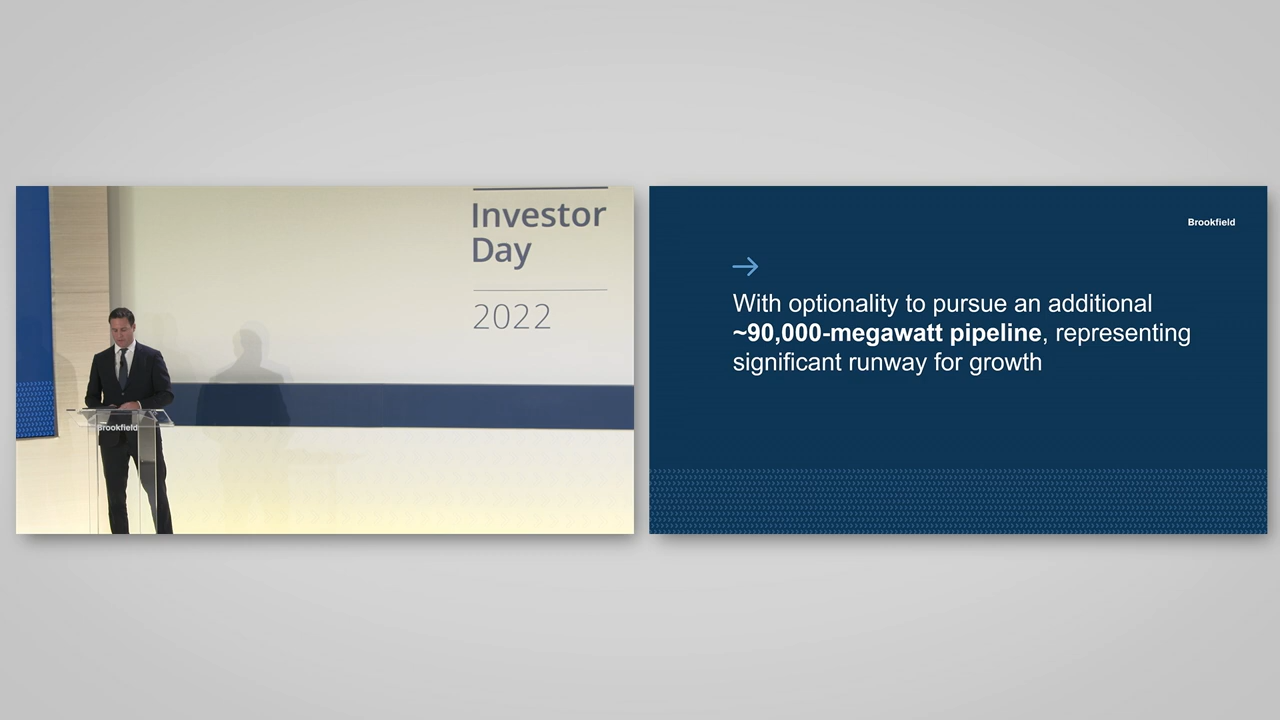 Investor
Day
2022
Brookfield
Brookfield
With optionality to pursue an additional
~90,000-megawatt pipeline, representing
significant runway for growth